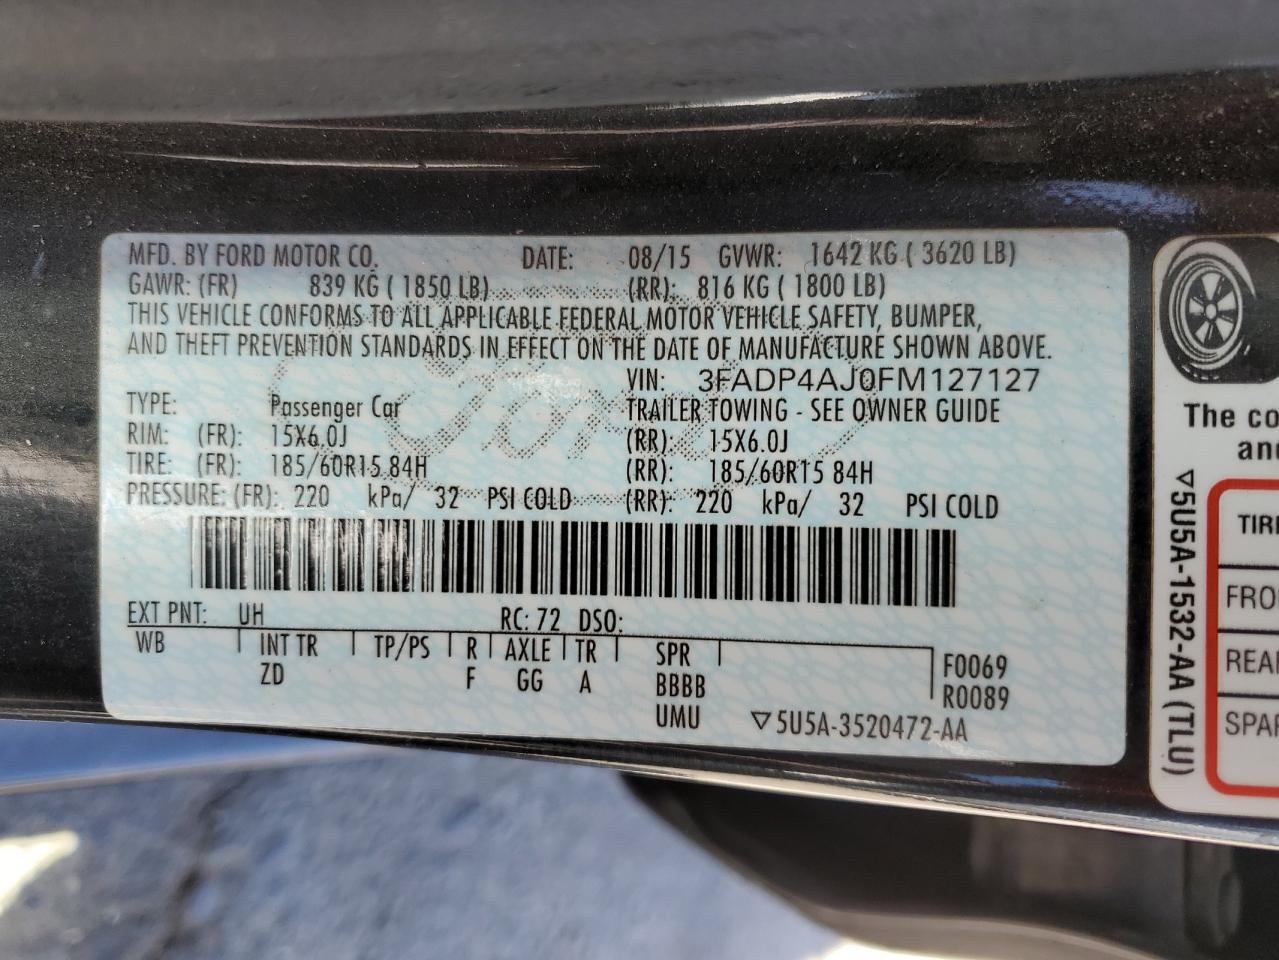 MFD. BY FORD MOTOR CO. DATE: 08/15 GVWR: 1642 KG ( 3620 LB)
GAWR: (FR) 839 KG ( 1850 LB) (RR): 816 KG ( 1800 LB)
THIS VEHICLE CONFORMS TO ALL APPLICABLE FEDERAL MOTOR VEHICLE SAFETY, BUMPER,
AND THEFT PREVENTION STANDARDS IN EFFECT ON THE DATE OF MANUFACTURE SHOWN ABOVE.
VIN: 3FADP4AJ0FM127127
TYPE: Passenger Car TRAILER TOWING - SEE OWNER GUIDE
RIM: (FR): 15X6.0J (RR): 15X6.0J
TIRE: (FR): 185/60R15 84H (RR): 185/60R15 84H
PRESSURE: (FR): 220 kPa/ 32 PSI COLD (RR): 220 kPa/ 32 PSI COLD
Ford
EXT PNT: UH RC: 72 DSO:
WB INT TR TP/PS R AXLE TR SPR
ZD F GG A BBBB
UMU
F0069
R0089
▽5U5A-3520472-AA
The co
and
▽5U5A-1532-AA (TLU)
TIRE
FRO
REAR
SPAR